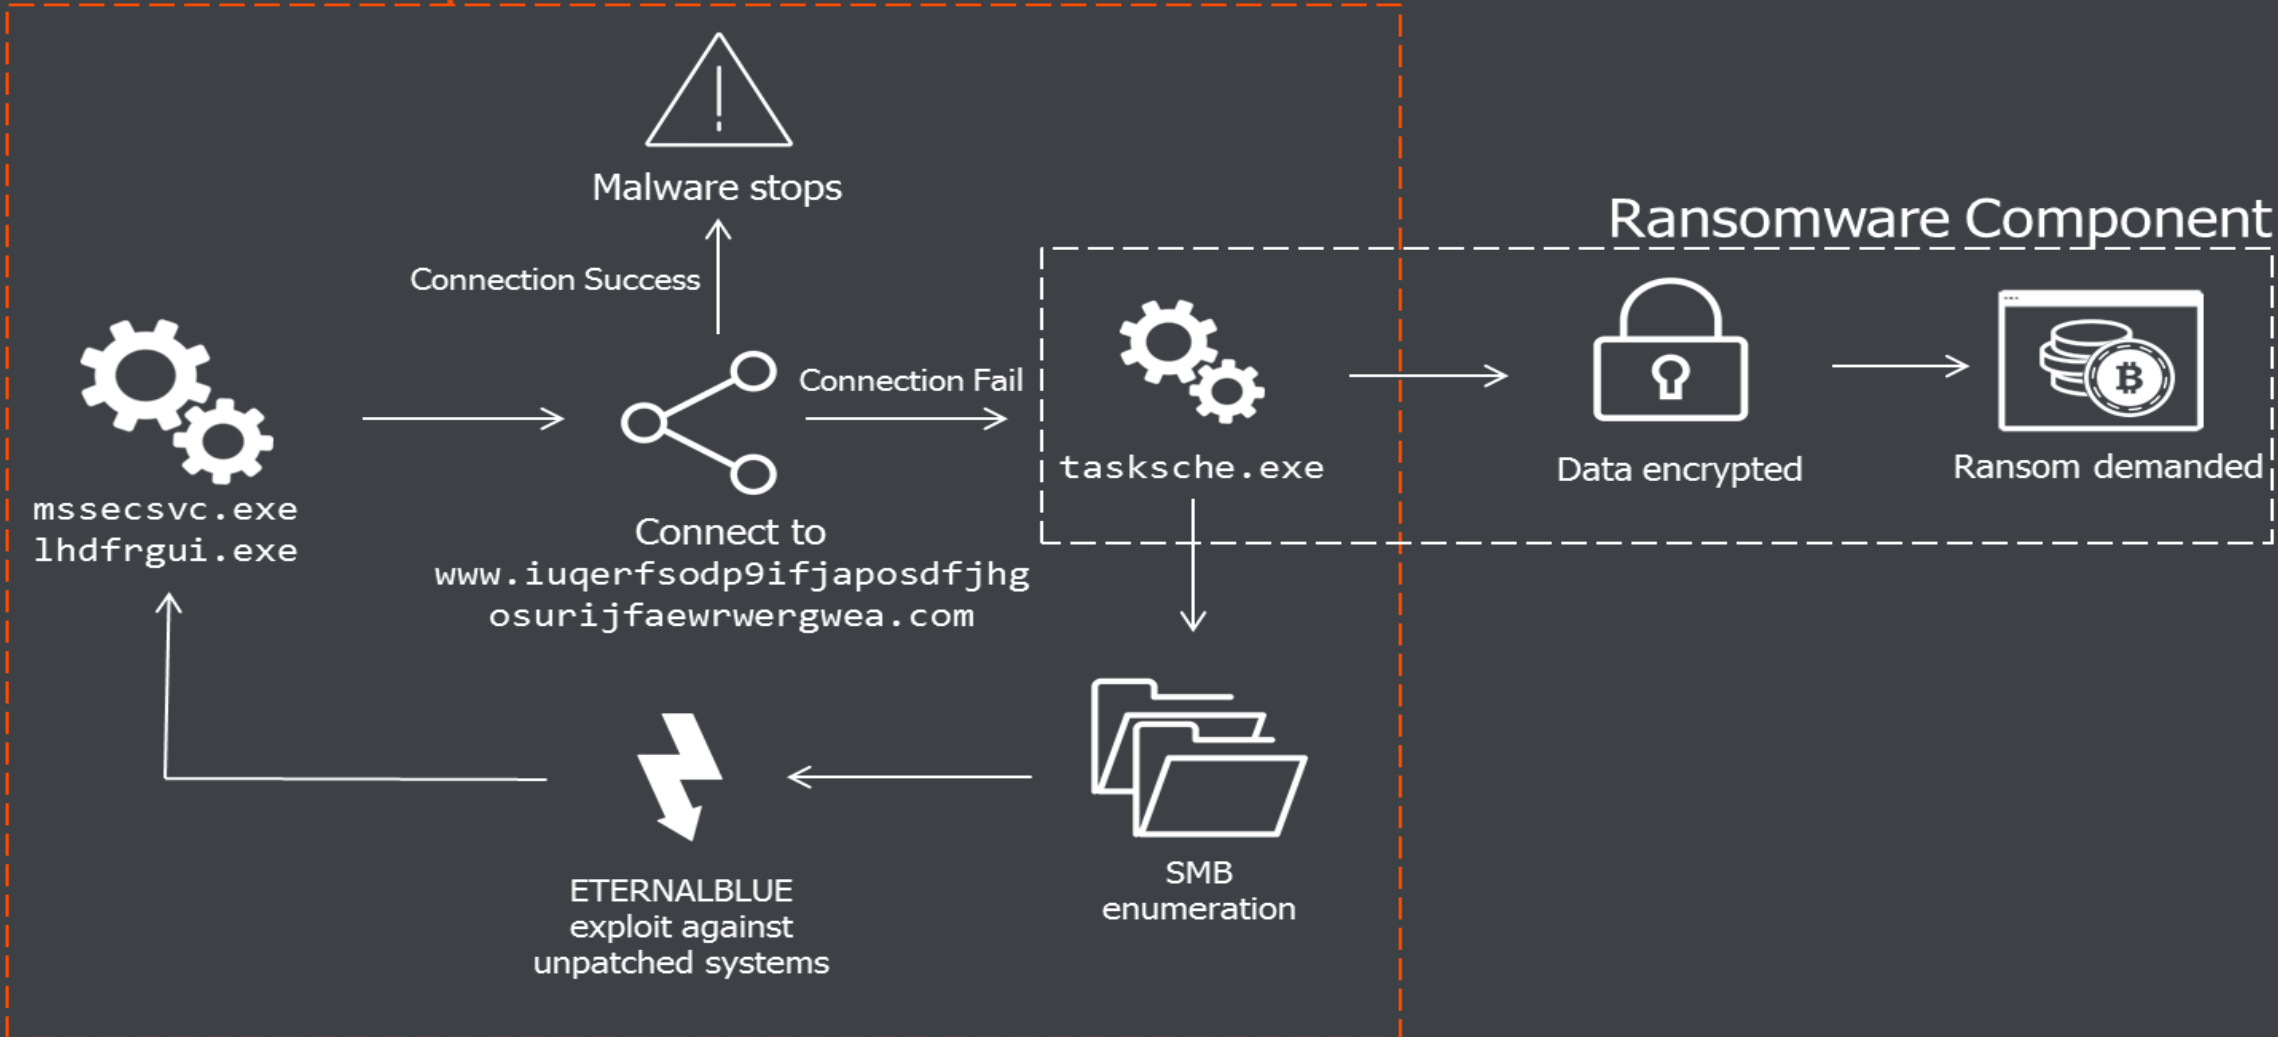 Malware stops
Ransomware Component
Connection Success
Connection Fail
mssecsvc.exe
lhdfrgui.exe
Connect to
www.iuqerfsodp9ifjaposdfjhg
osurijfaewrwergwea.com
tasksche.exe
Data encrypted
Ransom demanded
ETERNALBLUE
exploit against
unpatched systems
SMB
enumeration